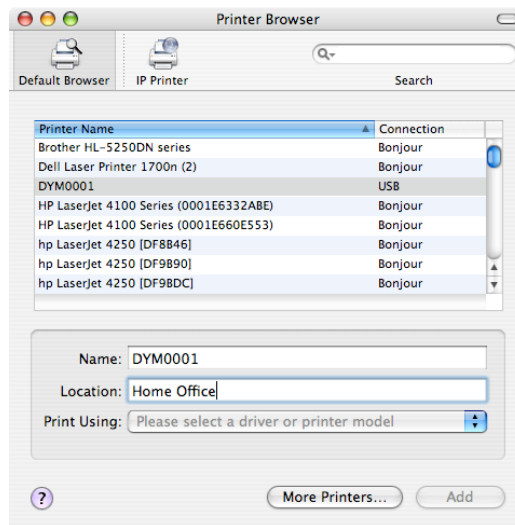 Printer Browser
Default Browser IP Printer Search
Printer Name Connection
Brother HL-5250DN series Bonjour
Dell Laser Printer 1700n (2) Bonjour
DYM0001 USB
HP LaserJet 4100 Series (0001E6332ABE) Bonjour
HP LaserJet 4100 Series (0001E660E553) Bonjour
hp LaserJet 4250 [DF8B46] Bonjour
hp LaserJet 4250 [DF9B90] Bonjour
hp LaserJet 4250 [DF9BDC] Bonjour
Name: DYM0001
Location: Home Office
Print Using: Please select a driver or printer model
? More Printers... Add